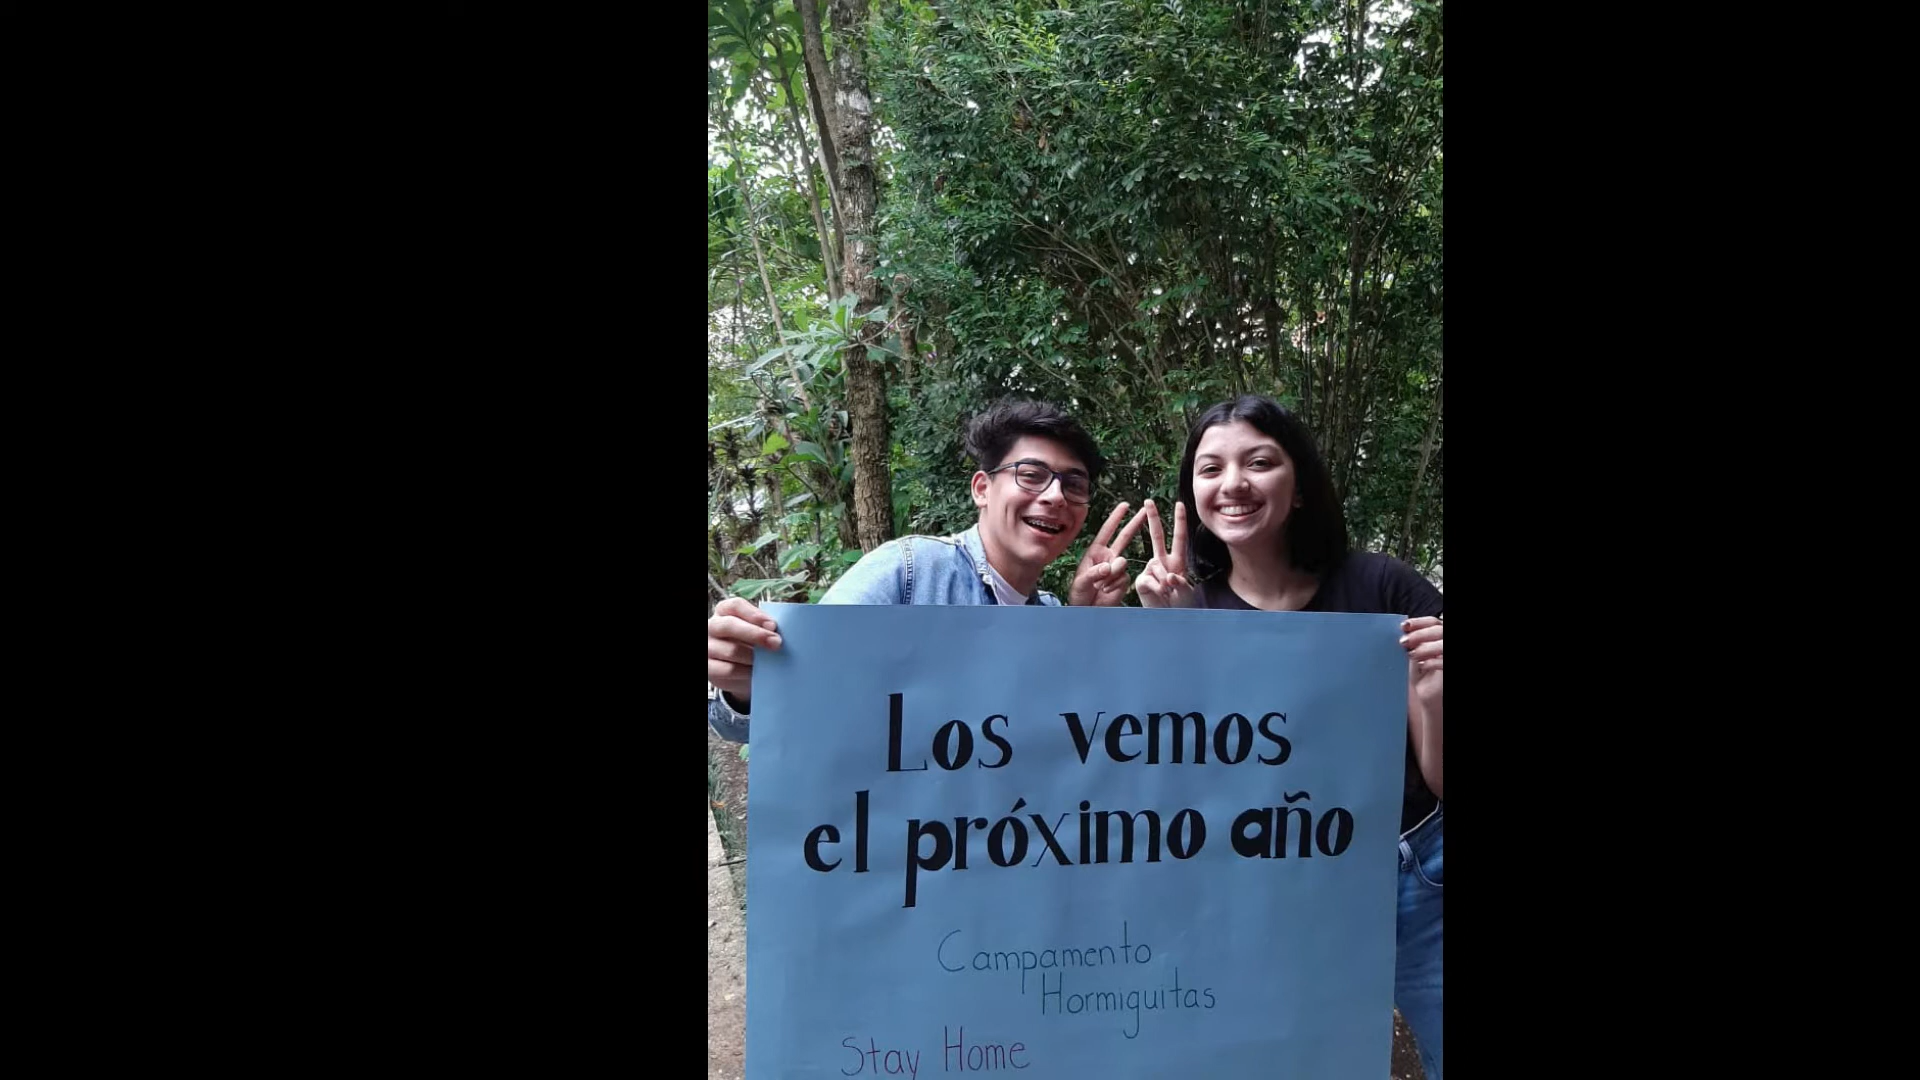 Los vemos
el próximo año
Campamento
Hormiguitas
Stay Home